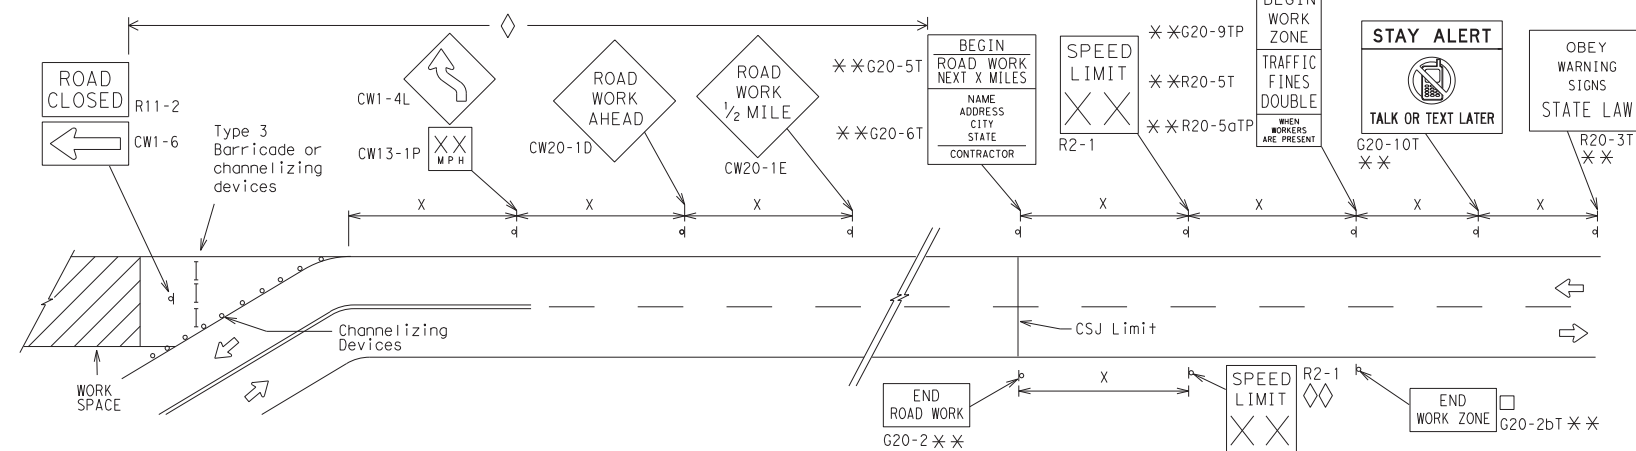 ROAD
CLOSED
R11-2
CW1-6
Type 3
Barricade or
channelizing
devices
CW1-4L
CW13-1P
XX
MPH
ROAD
WORK
AHEAD
CW20-1D
ROAD
WORK
1/2 MILE
CW20-1E
**G20-5T
**G20-6T
BEGIN
ROAD WORK
NEXT X MILES
NAME
ADDRESS
CITY
STATE
CONTRACTOR
SPEED
LIMIT
XX
R2-1
**G20-9TP
**R20-5T
**R20-5aTP
BEGIN
WORK
ZONE
TRAFFIC
FINES
DOUBLE
WHEN
WORKERS
ARE PRESENT
STAY ALERT
TALK OR TEXT LATER
G20-10T
**
OBEY
WARNING
SIGNS
STATE LAW
R20-3T
**
X
X
X
X
X
X
X
WORK
SPACE
Channelizing
Devices
CSJ Limit
END
ROAD WORK
G20-2**
X
SPEED
LIMIT
XX
R2-1
END
WORK ZONE
G20-2bT**